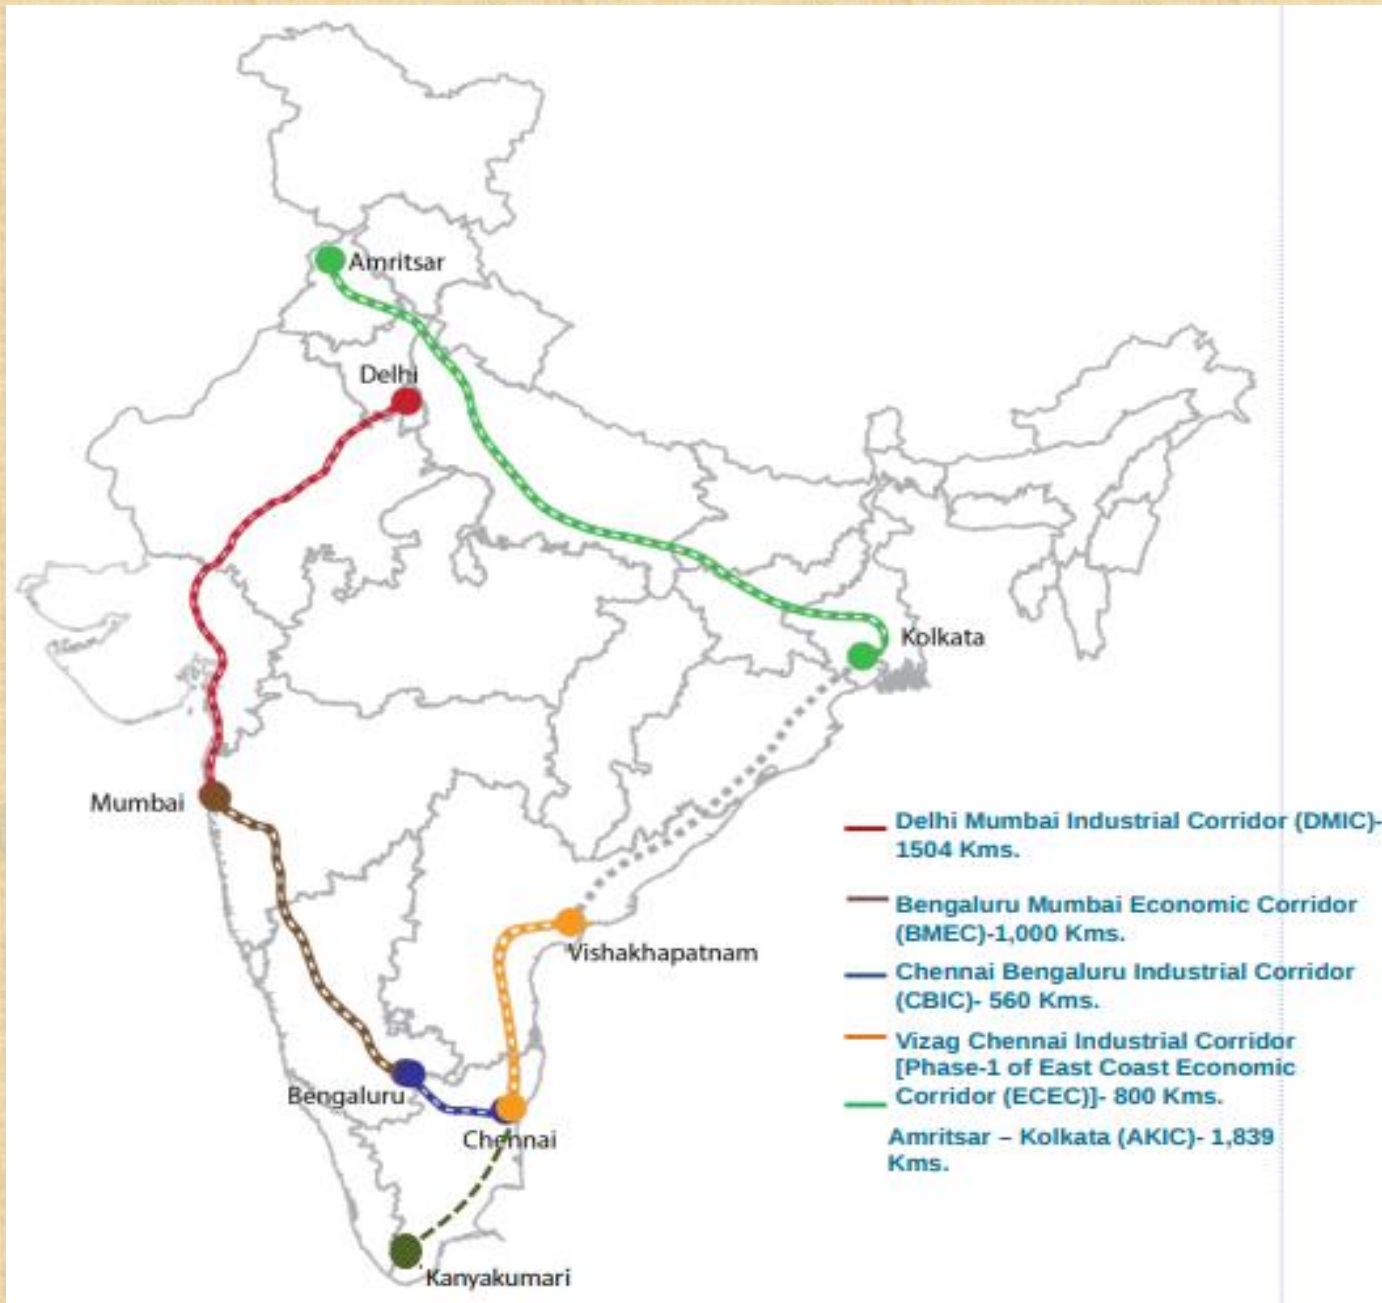 Amritsar
Delhi
Kolkata
Mumbai
Vishakhapatnam
Bengaluru
Chennai
Kanyakumari
Delhi Mumbai Industrial Corridor (DMIC)-
1504 Kms.
Bengaluru Mumbai Economic Corridor
(BMEC)-1,000 Kms.
Chennai Bengaluru Industrial Corridor
(CBIC)- 560 Kms.
Vizag Chennai Industrial Corridor
[Phase-1 of East Coast Economic
Corridor (ECEC)]- 800 Kms.
Amritsar – Kolkata (AKIC)- 1,839
Kms.